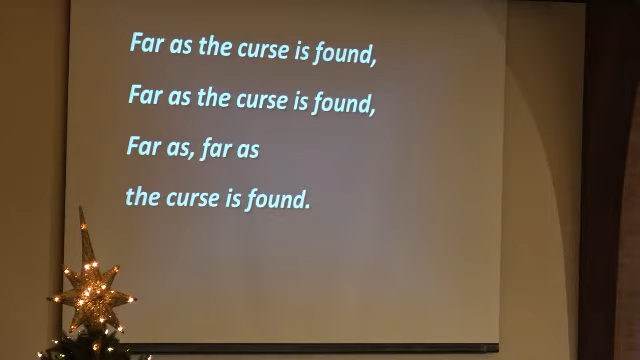 Far as the curse is found,
Far as the curse is found,
Far as, far as
the curse is found.